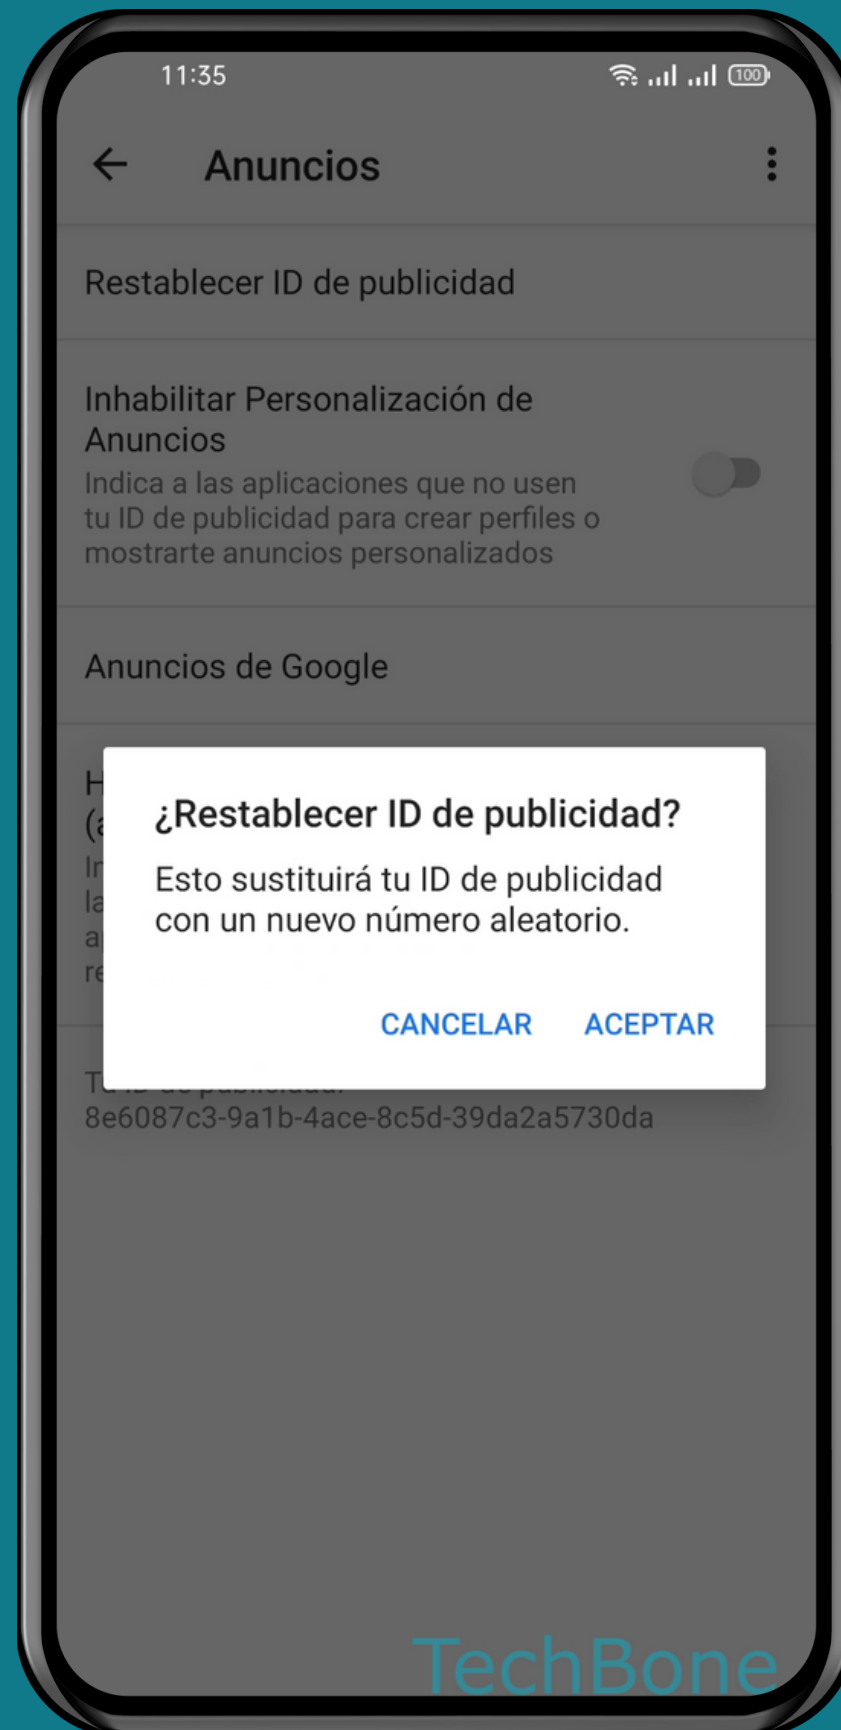 11:35
100
Anuncios
Restablecer ID de publicidad
Inhabilitar Personalización de
Anuncios
Indica a las aplicaciones que no usen
tu ID de publicidad para crear perfiles o
mostrarte anuncios personalizados
Anuncios de Google
¿Restablecer ID de publicidad?
Esto sustituirá tu ID de publicidad
con un nuevo número aleatorio.
CANCELAR ACEPTAR
8e6087c3-9a1b-4ace-8c5d-39da2a5730da
TechBone